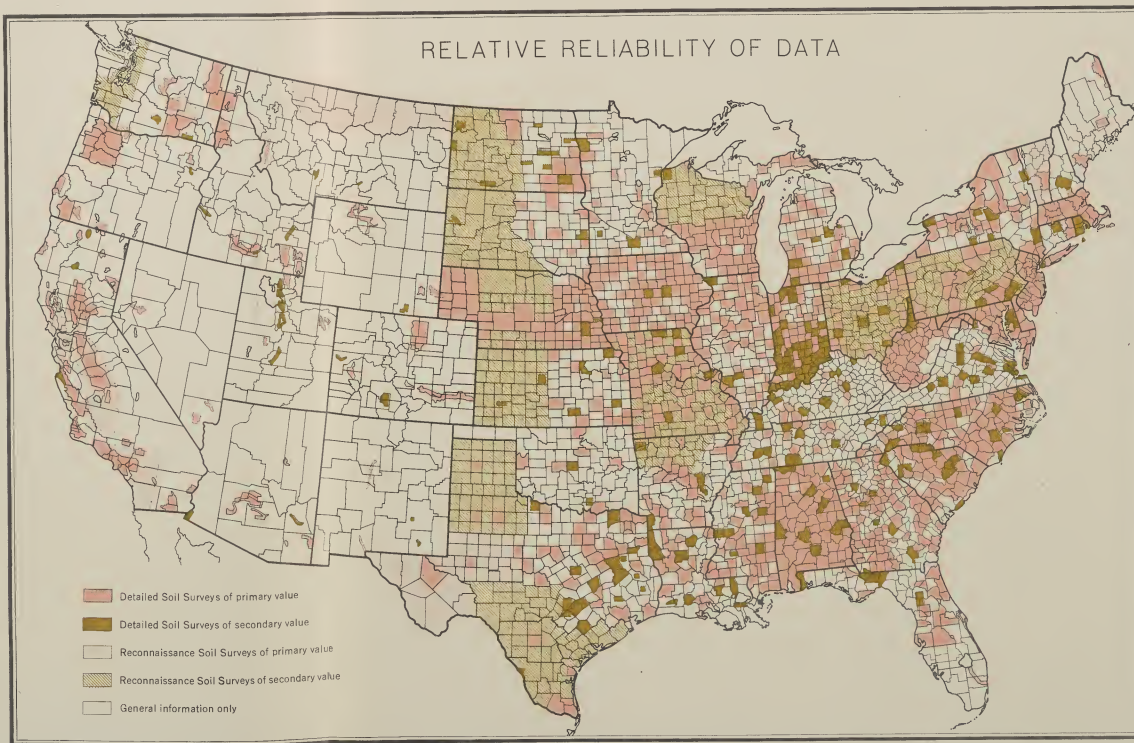 RELATIVE RELIABILITY OF DATA
Detailed Soil Surveys of primary value
Detailed Soil Surveys of secondary value
Reconnaissance Soil Surveys of primary value
Reconnaissance Soil Surveys of secondary value
General information only